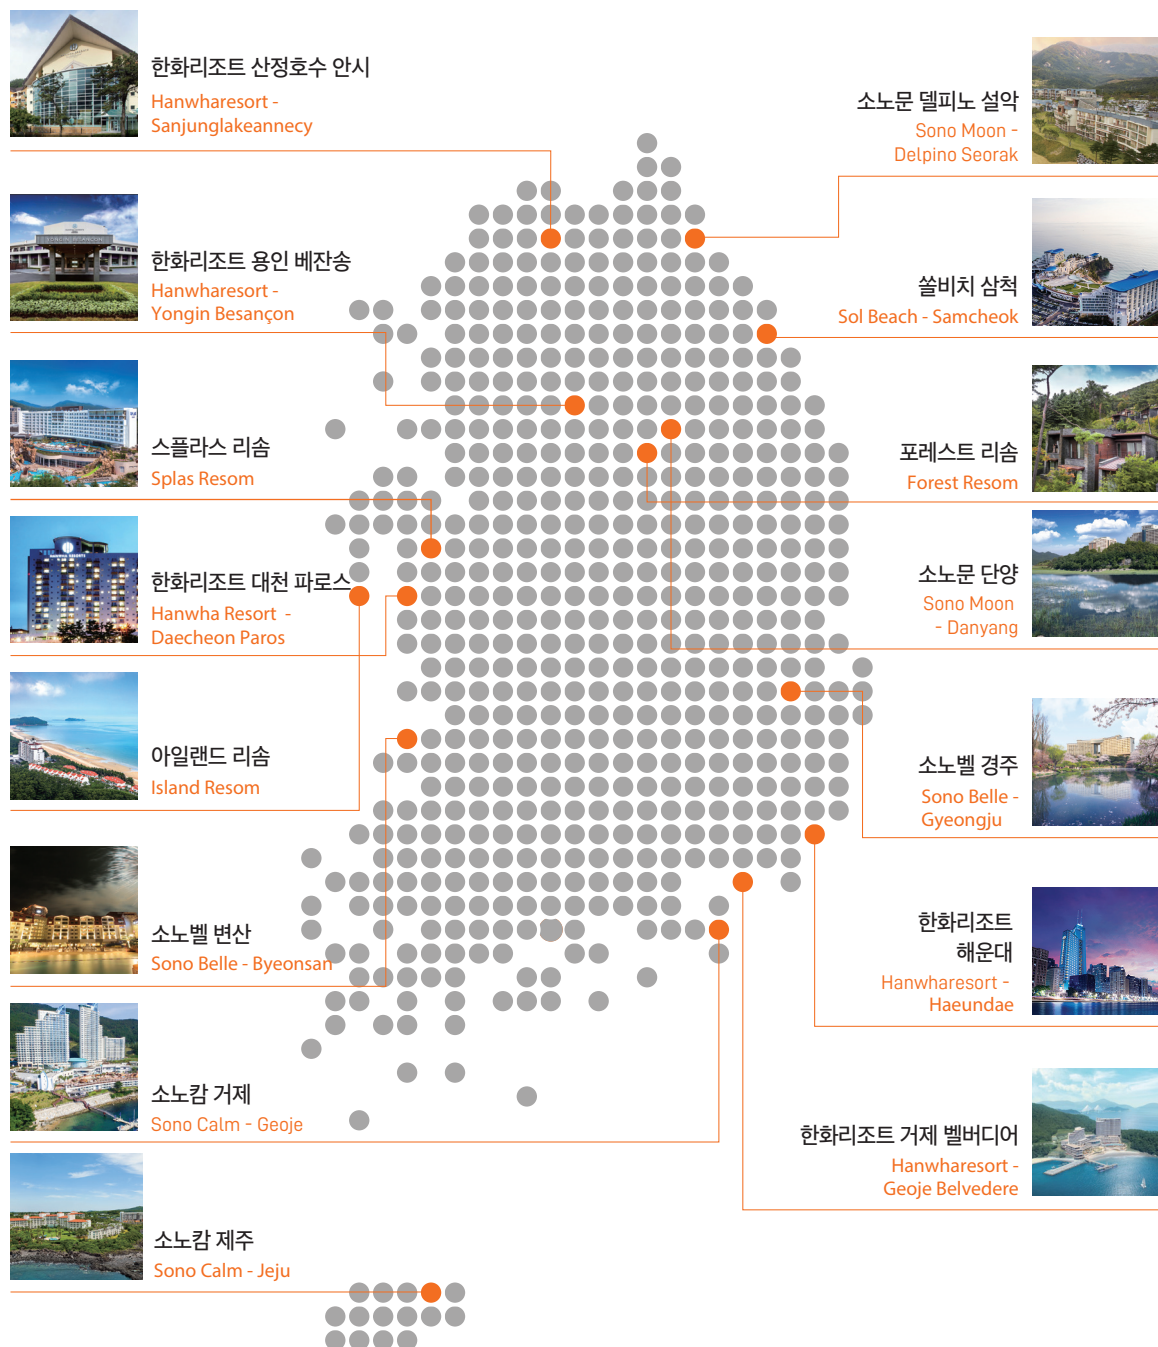 한화리조트 산정호수 안시
Hanwharesort -
Sanjunglakeannecy
한화리조트 용인 베잔송
Hanwharesort -
Yongin Besançon
스플라스 리솜
Splas Resom
한화리조트 대천 파로스
Hanwha Resort -
Daecheon Paros
아일랜드 리솜
Island Resom
소노벨 변산
Sono Belle - Byeonsan
소노캄 거제
Sono Calm - Geoje
소노캄 제주
Sono Calm - Jeju
소노문 델피노 설악
Sono Moon -
Delpino Seorak
쏠비치 삼척
Sol Beach - Samcheok
포레스트 리솜
Forest Resom
소노문 단양
Sono Moon
- Danyang
소노벨 경주
Sono Belle -
Gyeongju
한화리조트
해운대
Hanwharesort -
Haeundae
한화리조트 거제 벨버디어
Hanwharesort -
Geoje Belvedere